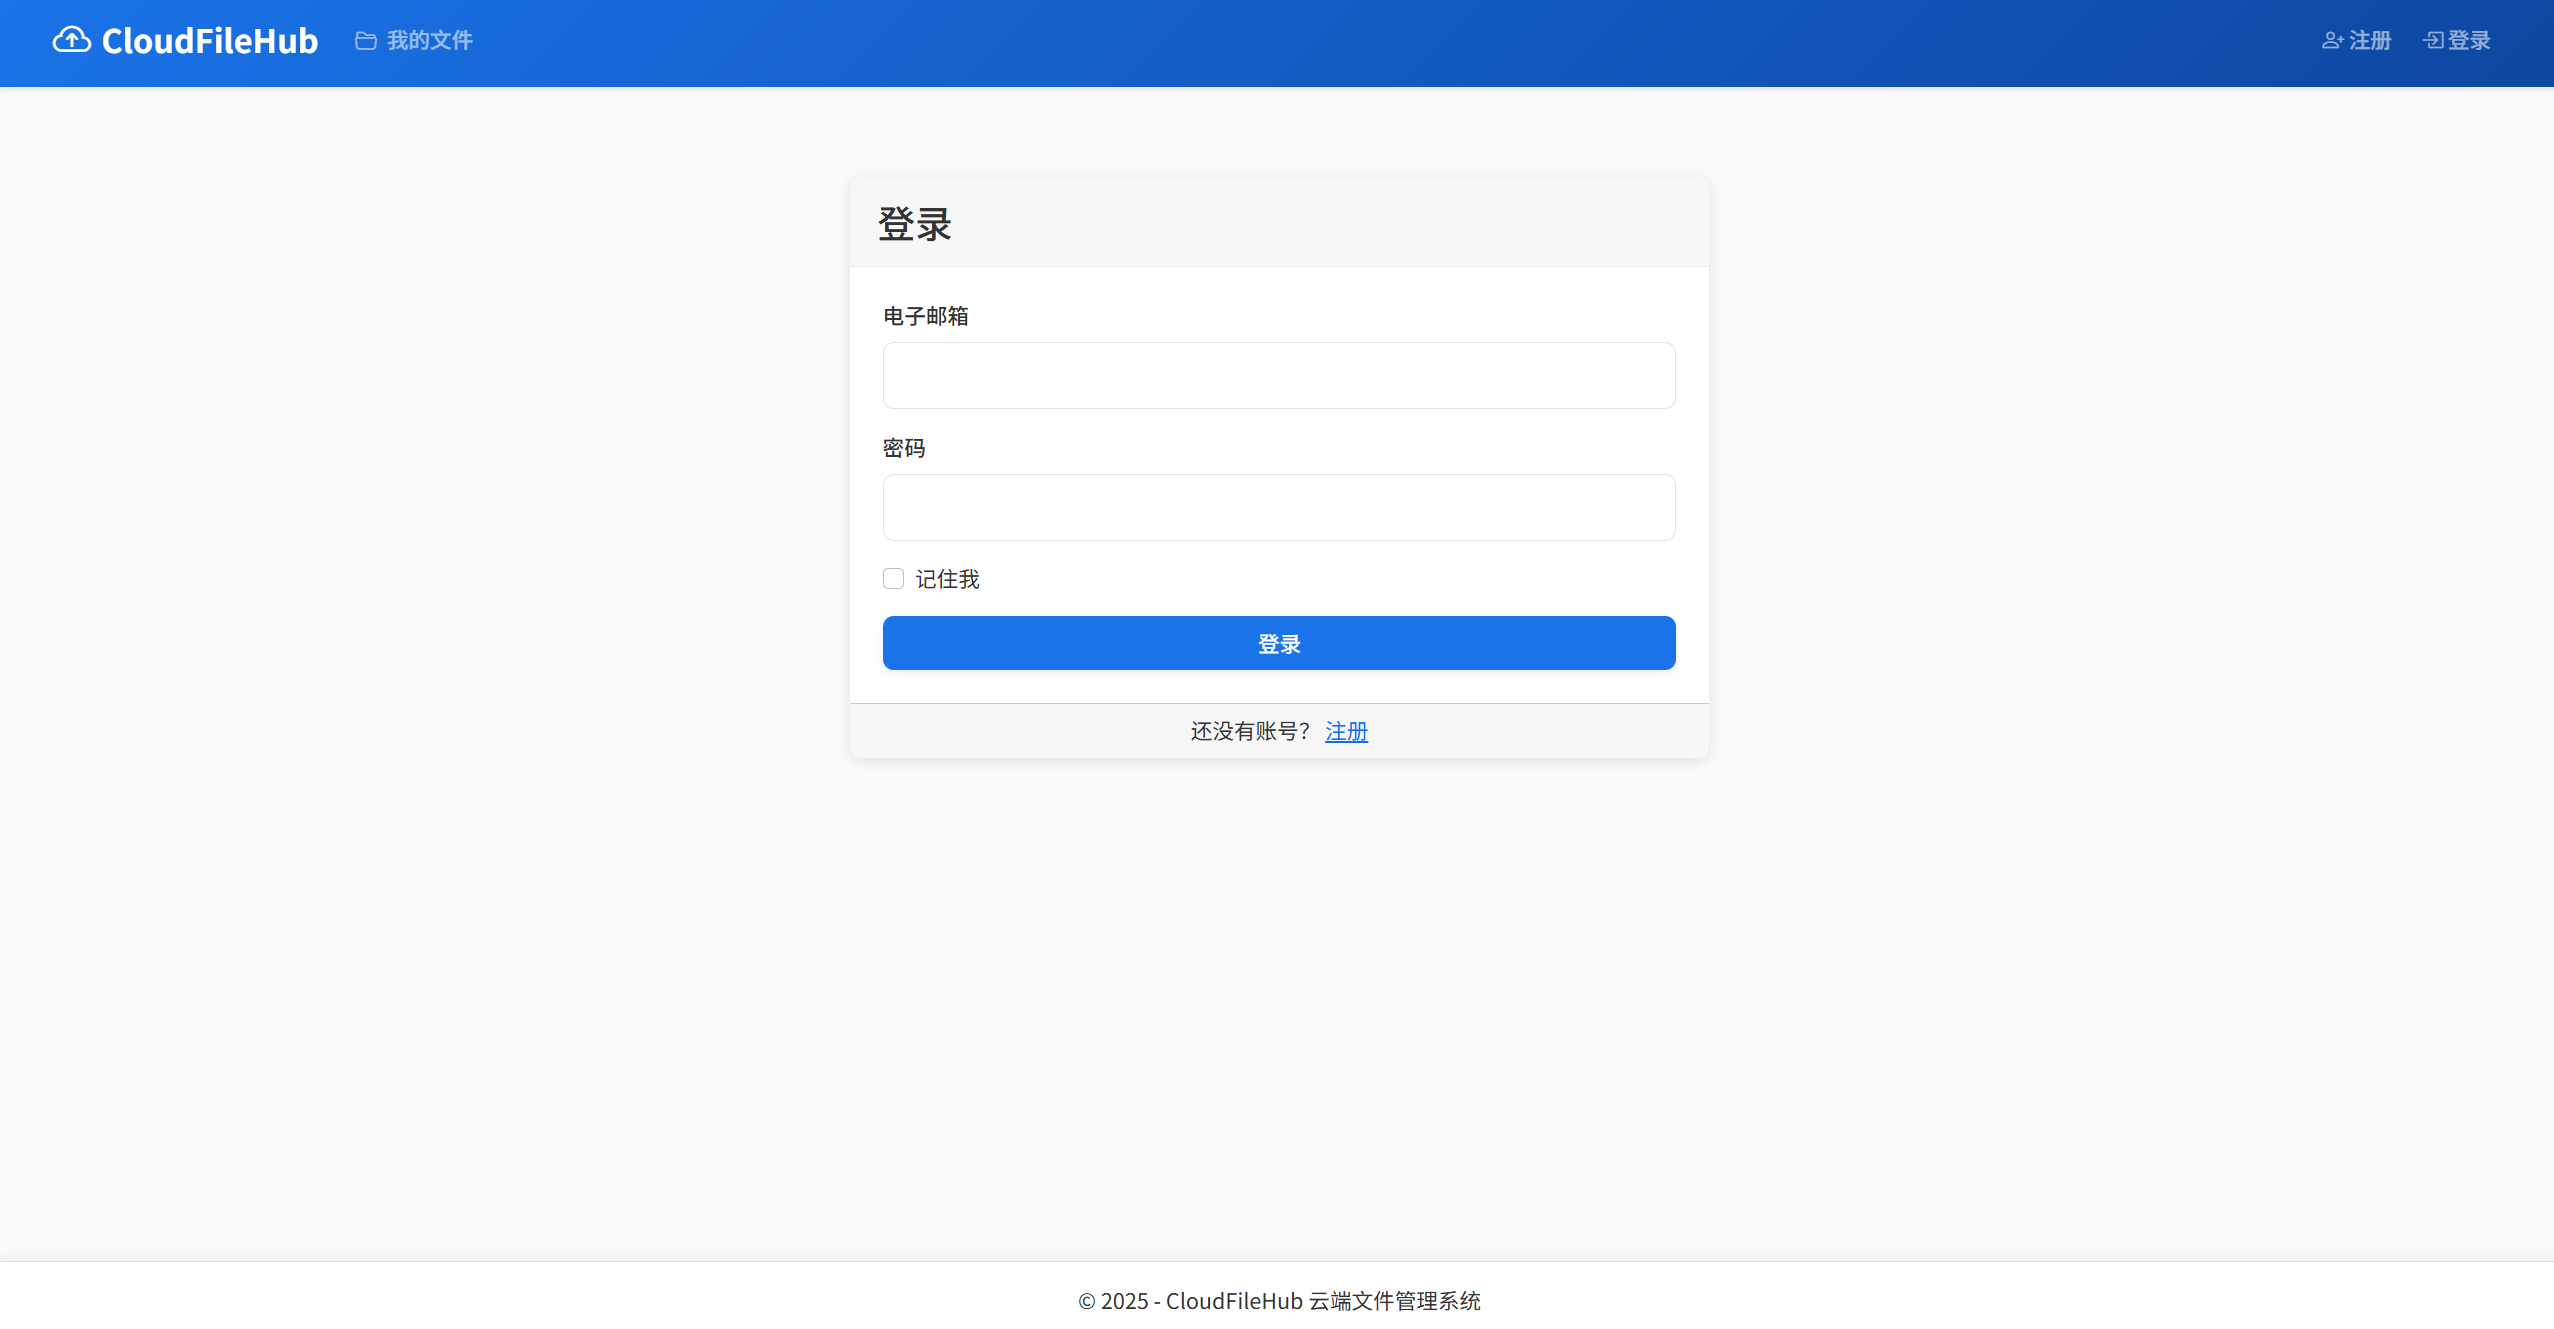 CloudFileHub 我的文件 注册 登录
登录
电子邮箱
密码
记住我
登录
还没有账号？ 注册
© 2025 - CloudFileHub 云端文件管理系统